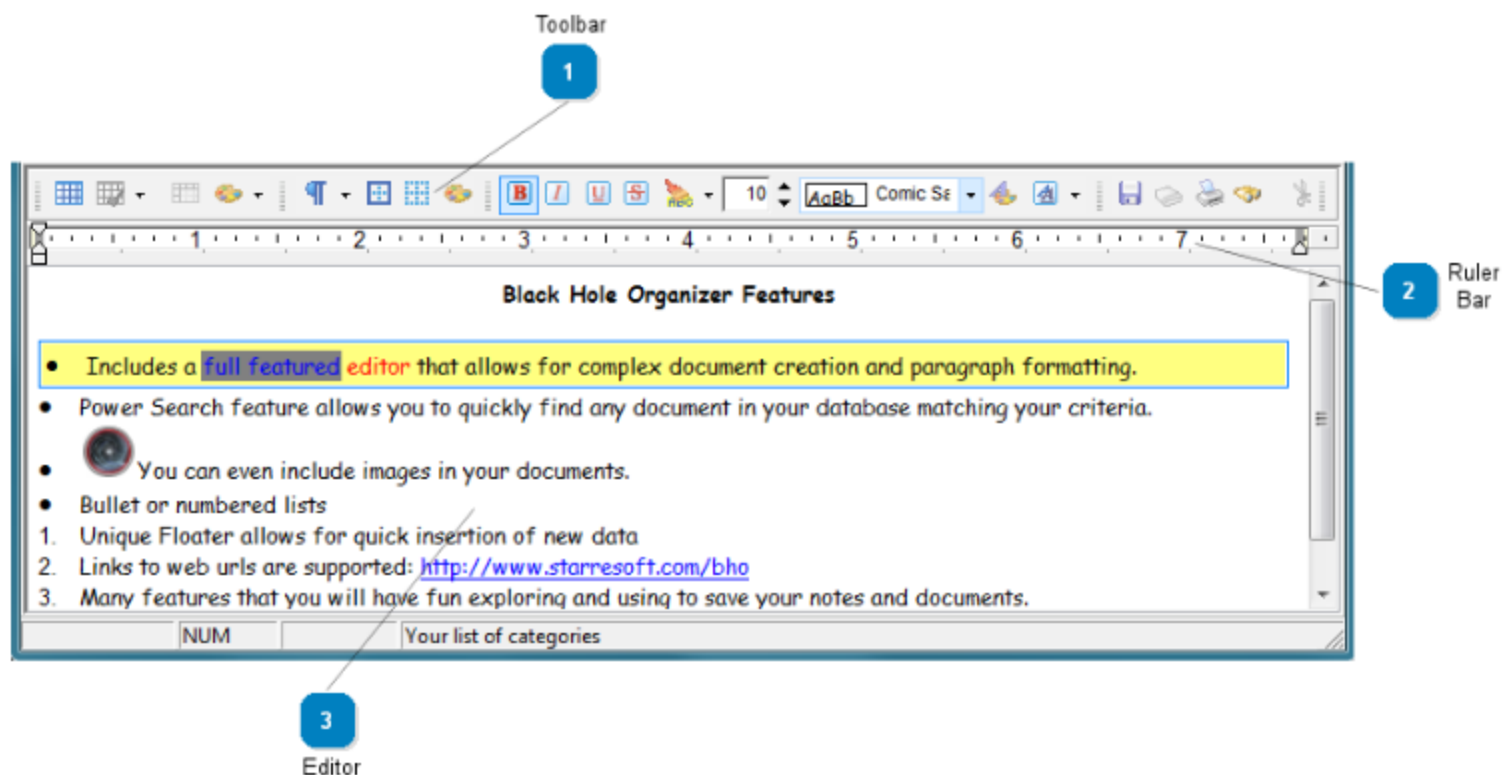 Toolbar
1
B I U S ABC 10 AaBb Comic Sa A
1 2 3 4 5 6 7
2
Ruler
Bar
Black Hole Organizer Features
• Includes a full featured editor that allows for complex document creation and paragraph formatting.
• Power Search feature allows you to quickly find any document in your database matching your criteria.
• You can even include images in your documents.
• Bullet or numbered lists
1. Unique Floater allows for quick insertion of new data
2. Links to web urls are supported: http://www.starresoft.com/bho
3. Many features that you will have fun exploring and using to save your notes and documents.
NUM Your list of categories
3
Editor